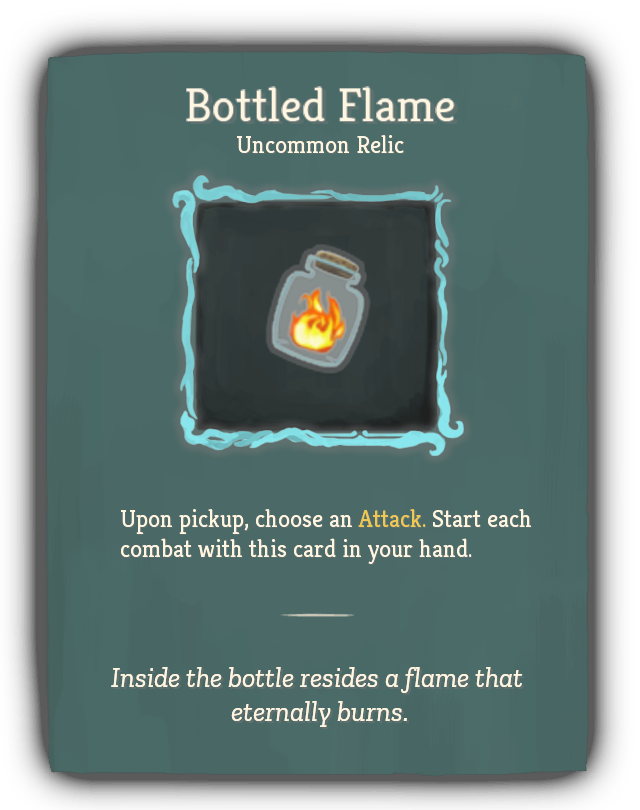 Bottled Flame
Uncommon Relic
Upon pickup, choose an Attack. Start each
combat with this card in your hand.
Inside the bottle resides a flame that
eternally burns.